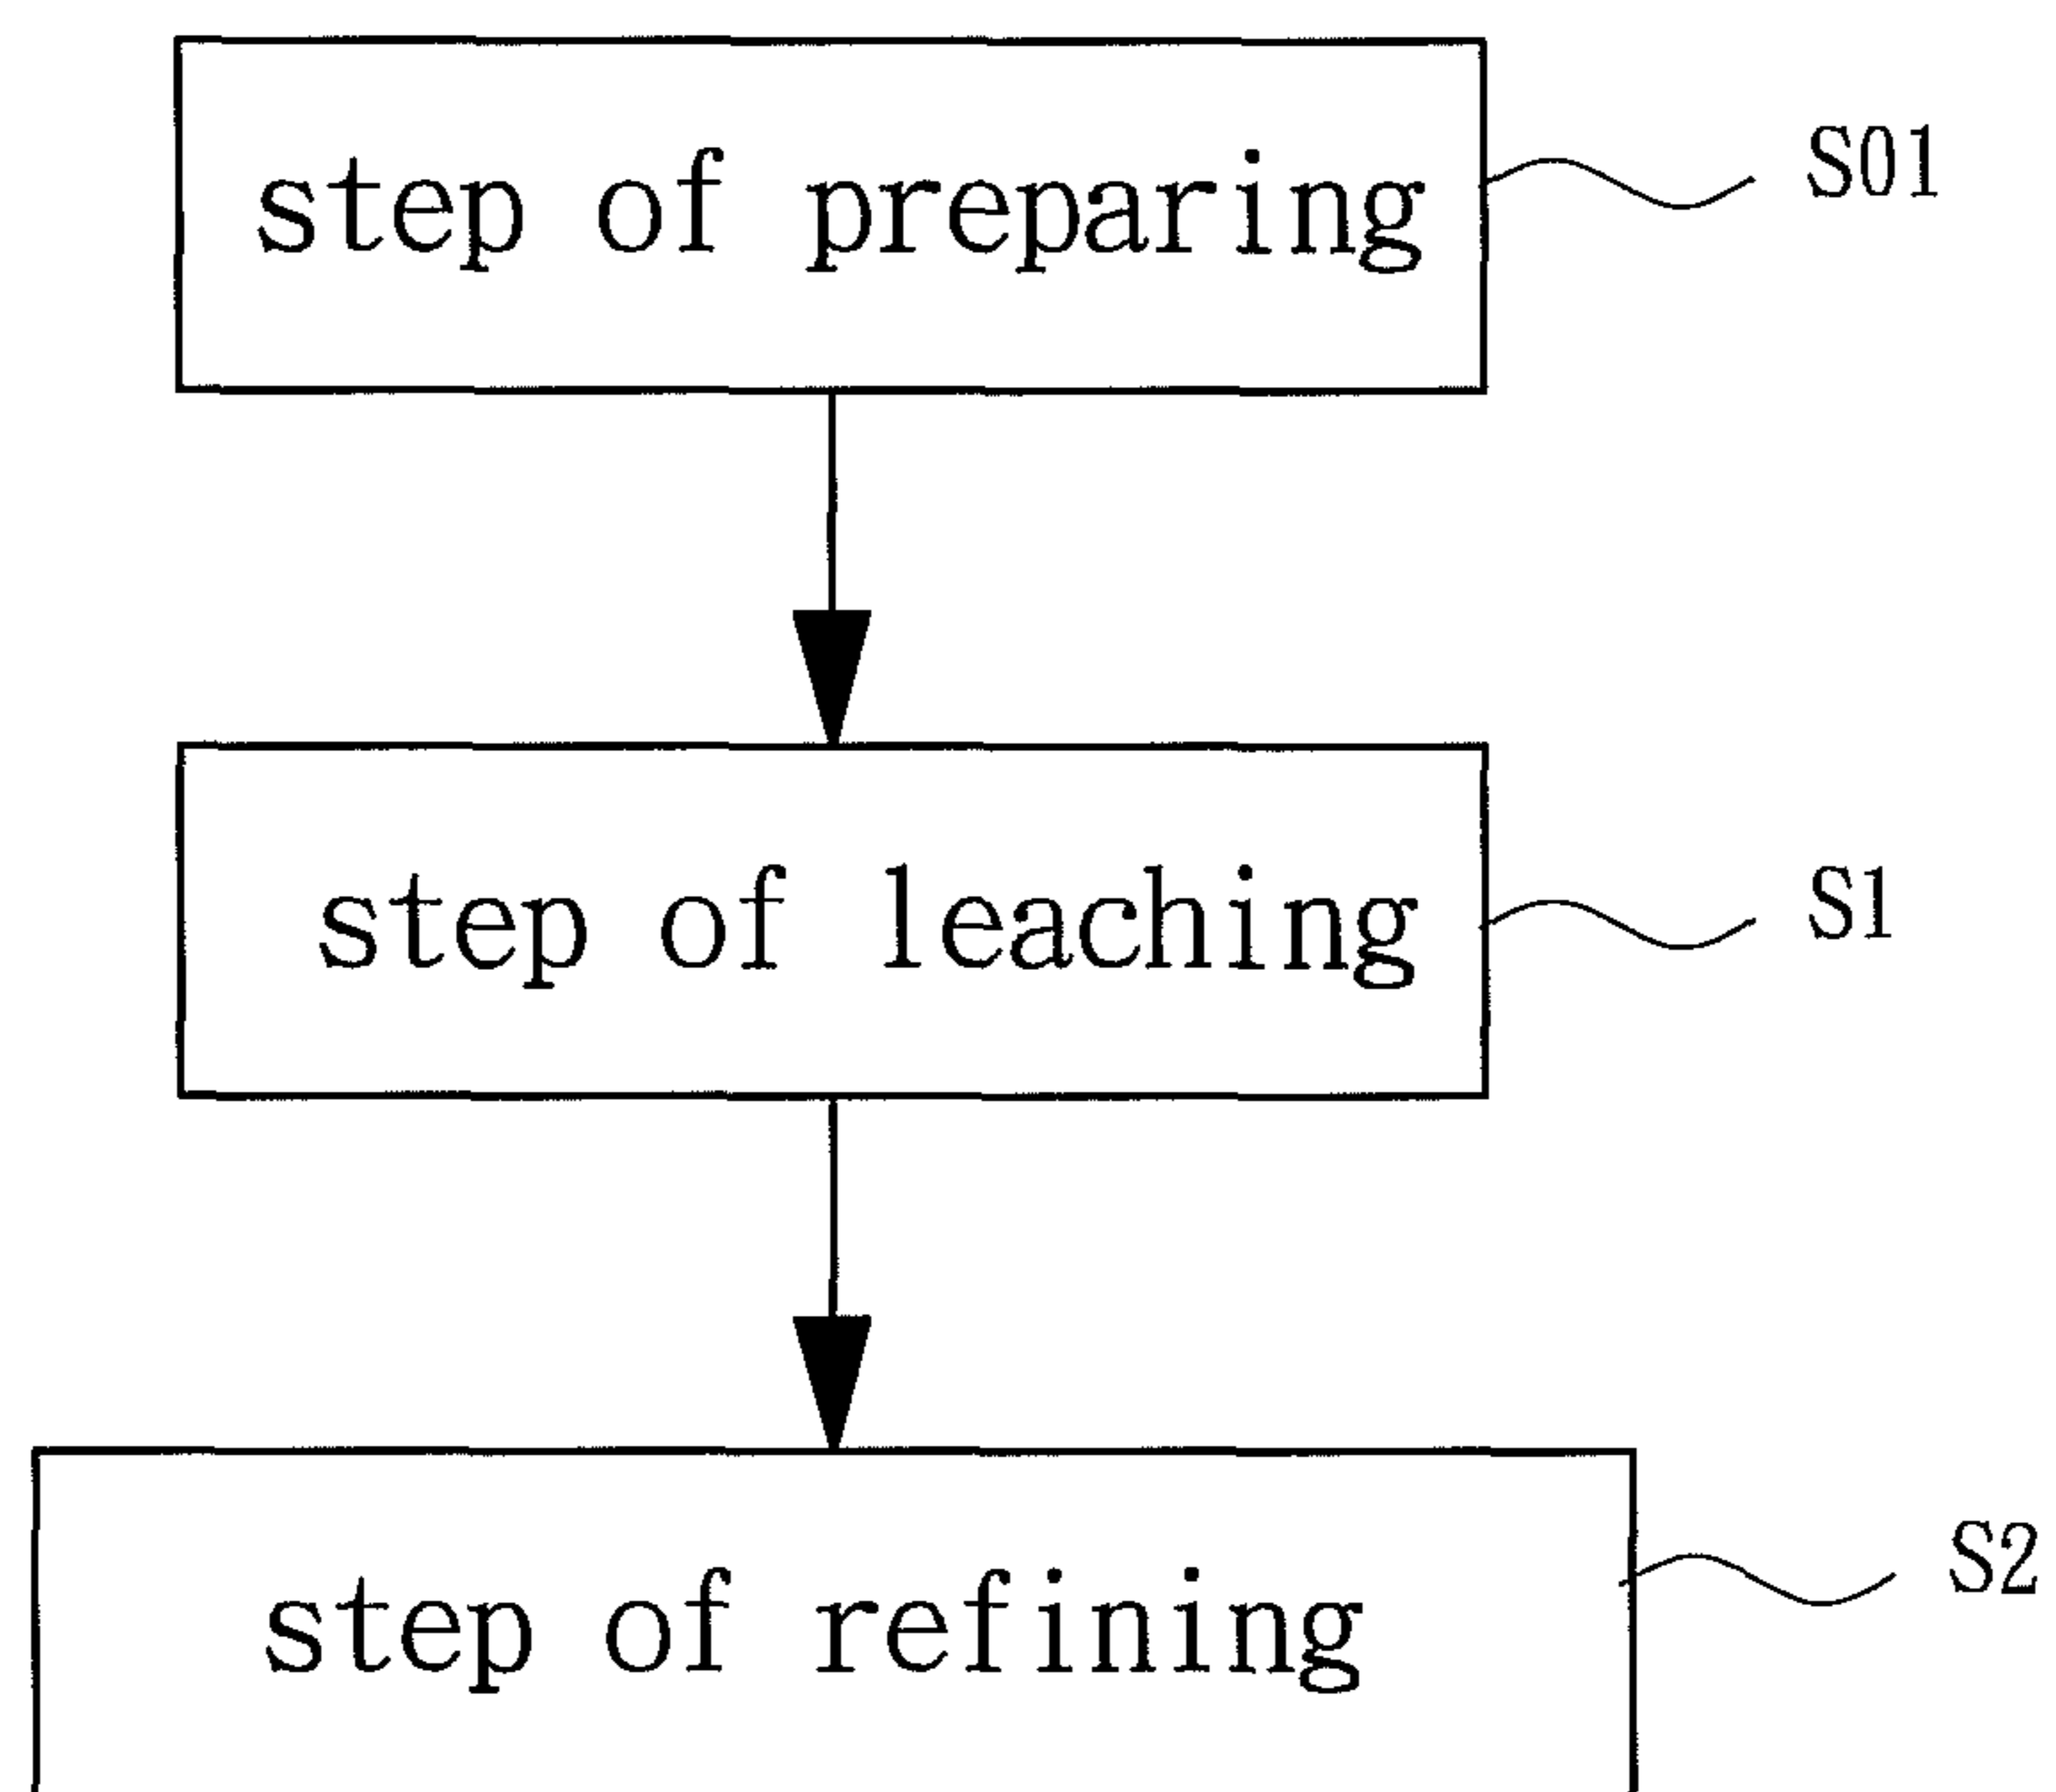 step of preparing
S01
step of leaching
S1
step of refining
S2